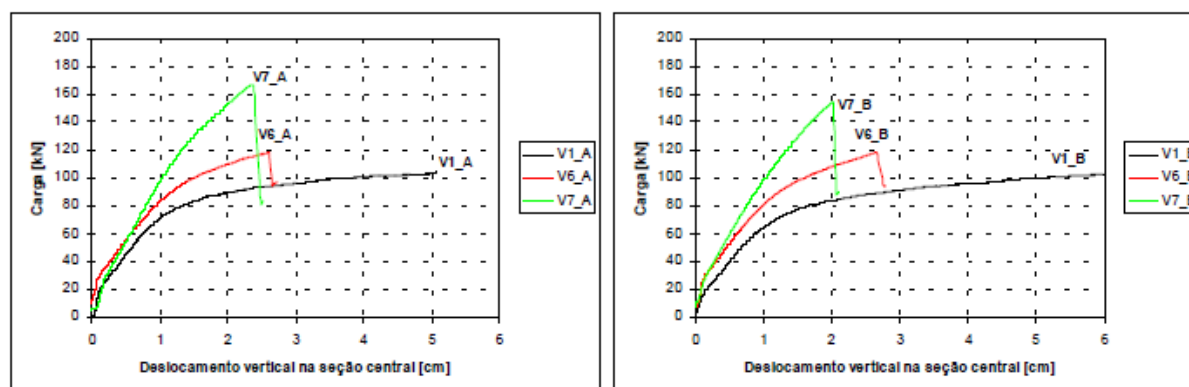 200
180
160
140
120
100
80
60
40
20
0
Carga [kN]
V7_A
V6_A
V1_A
0 1 2 3 4 5 6
Deslocamento vertical na seção central [cm]
V1_A
V6_A
V7_A
200
180
160
140
120
100
80
60
40
20
0
Carga [kN]
V7_B
V6_B
V1_B
0 1 2 3 4 5 6
Deslocamento vertical na seção central [cm]
V1_B
V6_B
V7_B